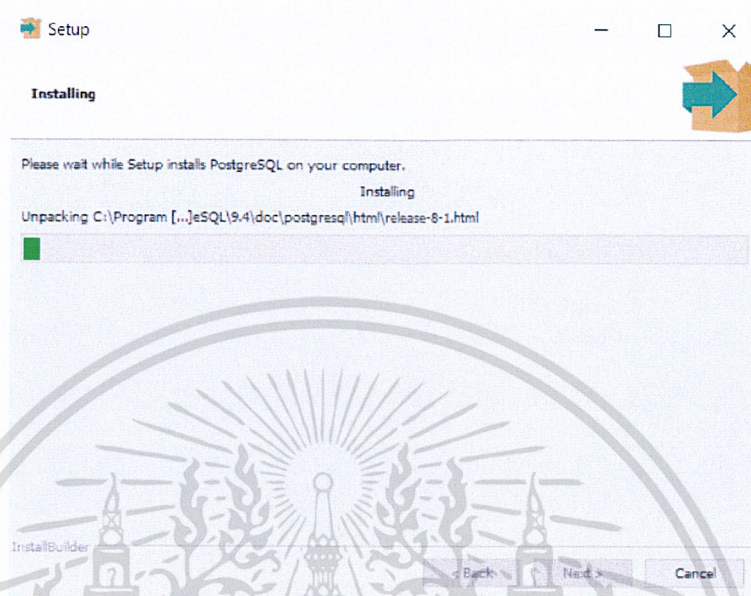 Setup
Installing
Please wait while Setup installs PostgreSQL on your computer.
Installing
Unpacking C:\Program [...]eSQL\9.4\doc\postgresql\html\release-8-1.html
InstallBuilder
< Back
Next >
Cancel